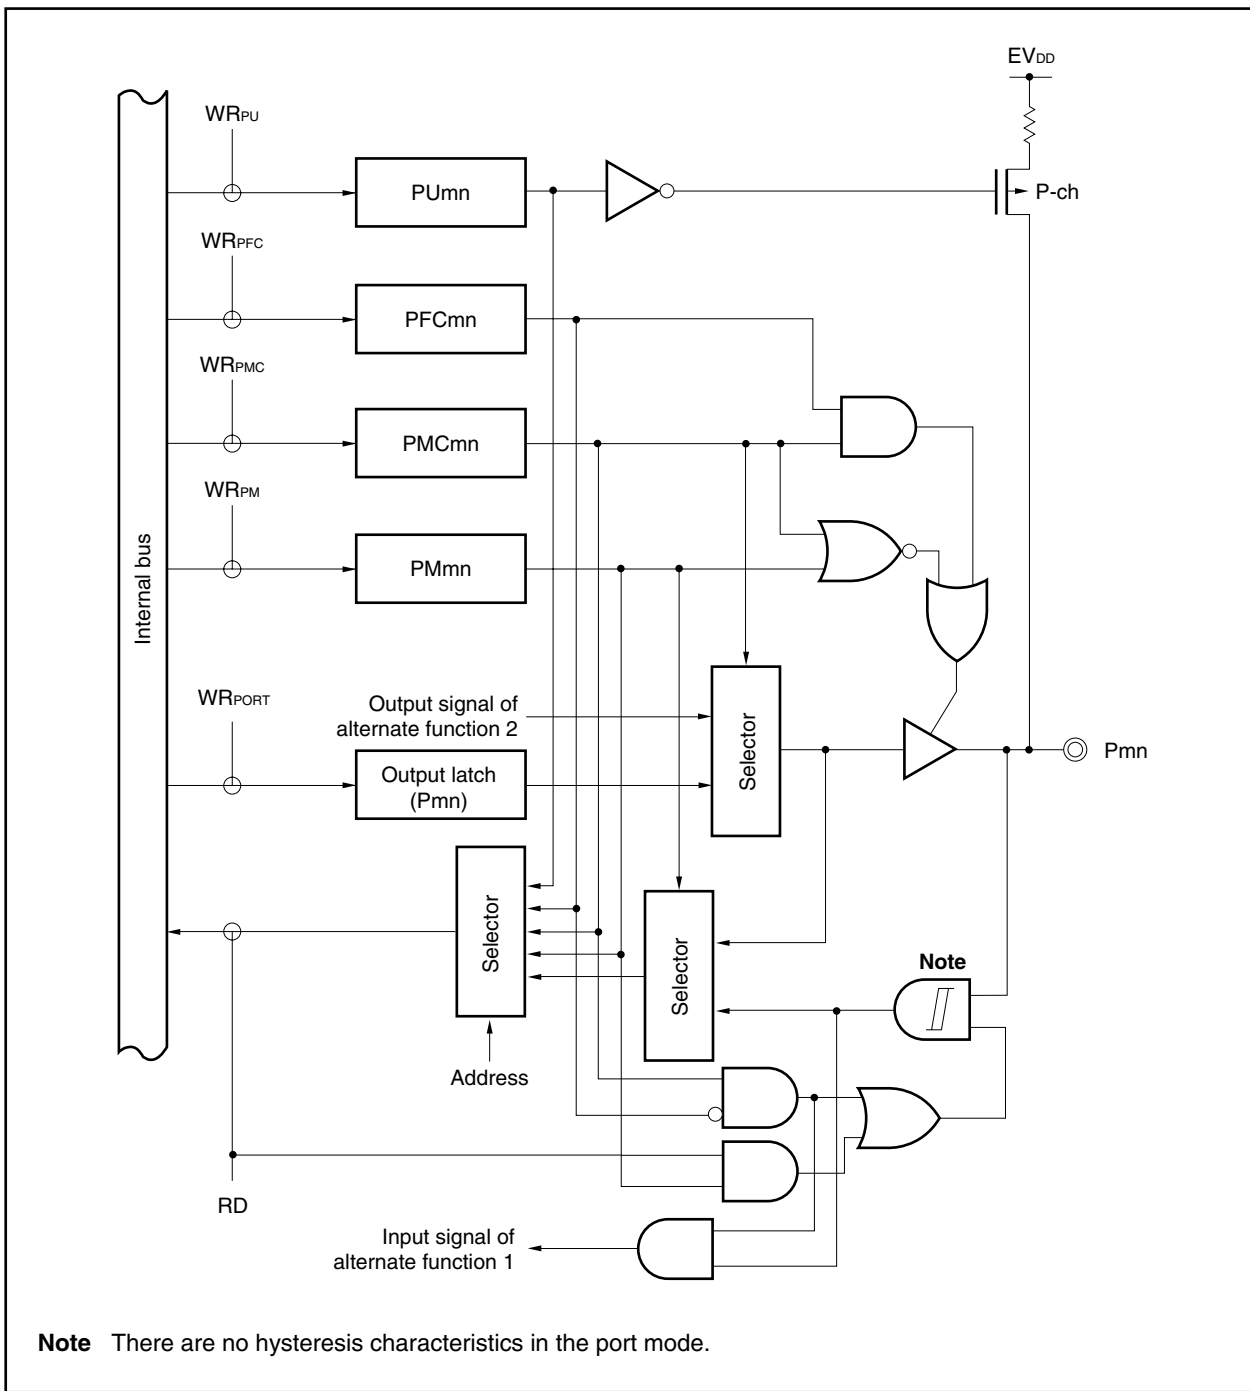 EVDD
WRPU
PUmn
P-ch
WRPFC
PFCmn
WRPMC
PMCmn
WRPM
PMmn
Internal bus
WRPORT
Output signal of
alternate function 2
Output latch
(Pmn)
Selector
Pmn
Selector
Selector
Note
Address
RD
Input signal of
alternate function 1
Note There are no hysteresis characteristics in the port mode.